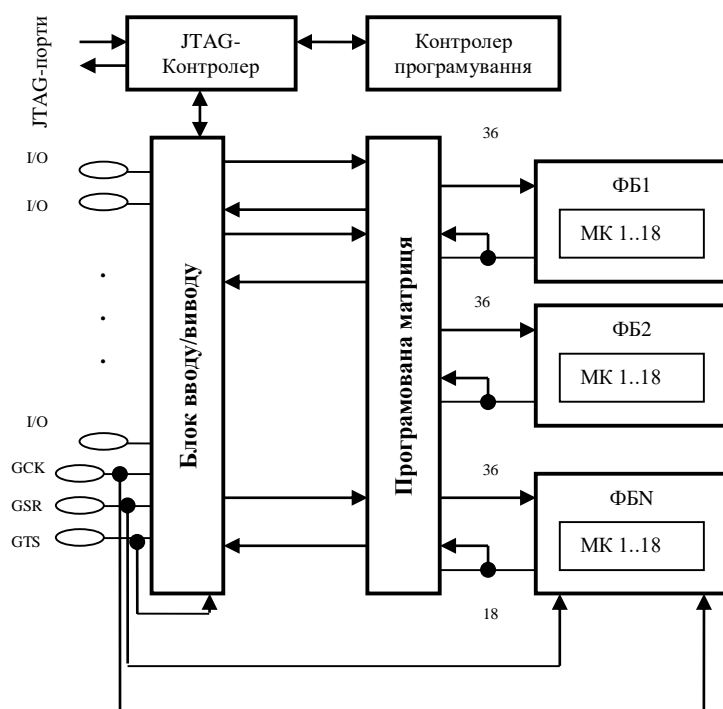 JTAG-порти
JTAG-
Контролер
Контролер
програмування
I/O
I/O
.
.
.
I/O
GCK
GSR
GTS
Блок вводу/виводу
Програмована матриця
36
ФБ1
МК 1..18
36
ФБ2
МК 1..18
36
ФБN
МК 1..18
18